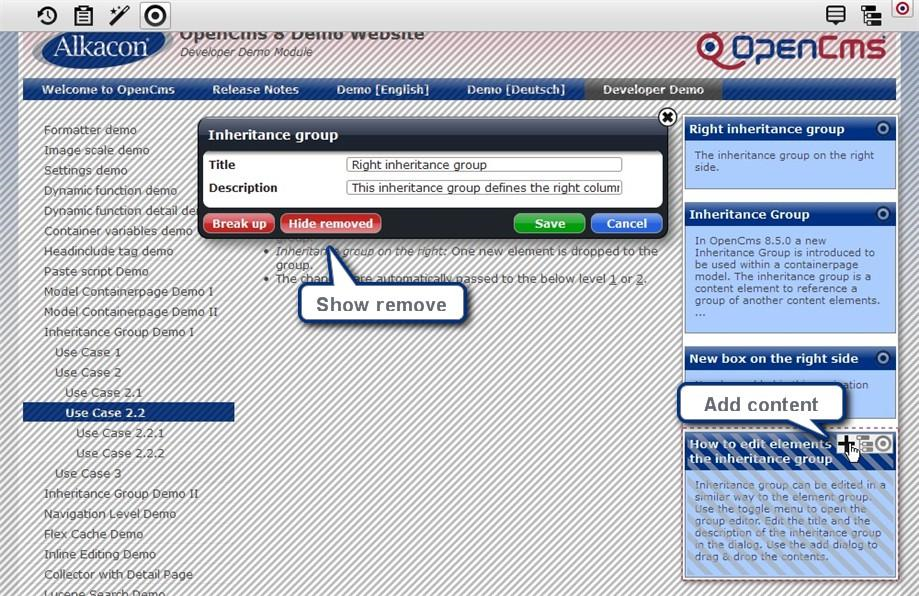 OpenCms 8 Demo Website
Developer Demo Module
Alkacon
OpenCms
Welcome to OpenCms
Release Notes
Demo [English]
Demo [Deutsch]
Developer Demo
Formatter demo
Image scale demo
Settings demo
Dynamic function demo
Dynamic function detail de
Container variables demo
Headinclude tag demo
Paste script Demo
Model Containerpage Demo I
Model Containerpage Demo II
Inheritance Group Demo I
Use Case 1
Use Case 2
Use Case 2.1
Use Case 2.2
Use Case 2.2.1
Use Case 2.2.2
Use Case 3
Inheritance Group Demo II
Navigation Level Demo
Flex Cache Demo
Inline Editing Demo
Collector with Detail Page
Lucene Search Demo
Inheritance group
Title
Right inheritance group
Description
This inheritance group defines the right colum
Break up
Hide removed
Save
Cancel
Inheritance group on the right: One new element is dropped to the
group.
The are automatically passed to the below level 1 or 2.
Show remove
Right inheritance group
The inheritance group on the right
side.
Inheritance Group
In OpenCms 8.5.0 a new
Inheritance Group is introduced to
be used within a containerpage
model. The inheritance group is a
content element to reference a
group of another content elements.
...
New box on the right side
Add content
How to edit elements
the inheritance group
Inheritance group can be edited in a
similar way to the element group.
Use the toggle menu to open the
group editor. Edit the title and the
description of the inheritance group
in the dialog. Use the add dialog to
drag & drop the contents.